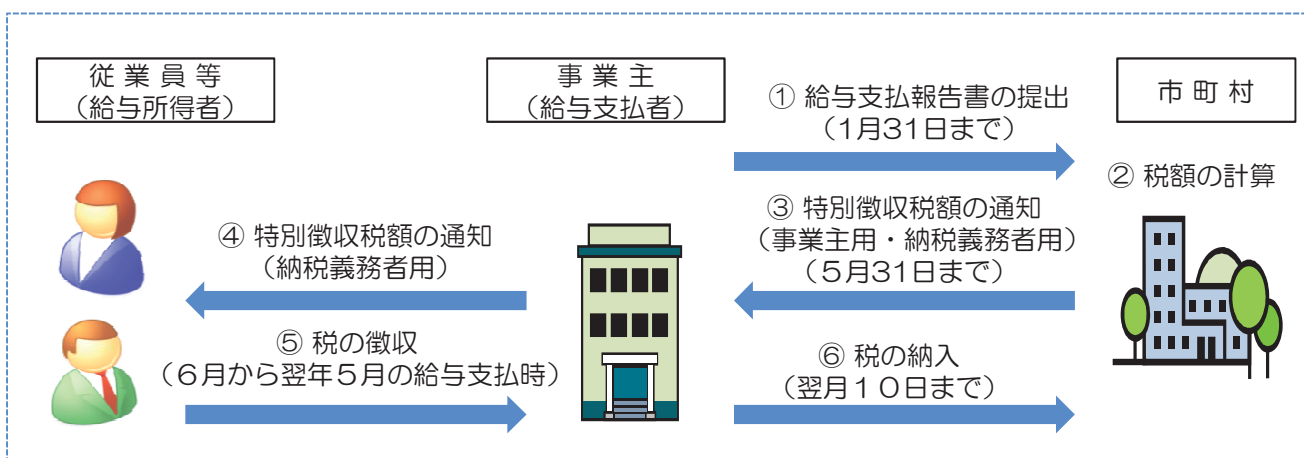 従業員等
（給与所得者）
事業主
（給与支払者）
市町村
① 給与支払報告書の提出
（1月31日まで）
② 税額の計算
③ 特別徴収税額の通知
（事業主用・納税義務者用）
（５月31日まで）
④ 特別徴収税額の通知
（納税義務者用）
⑤ 税の徴収
（６月から翌年５月の給与支払時）
⑥ 税の納入
（翌月１０日まで）